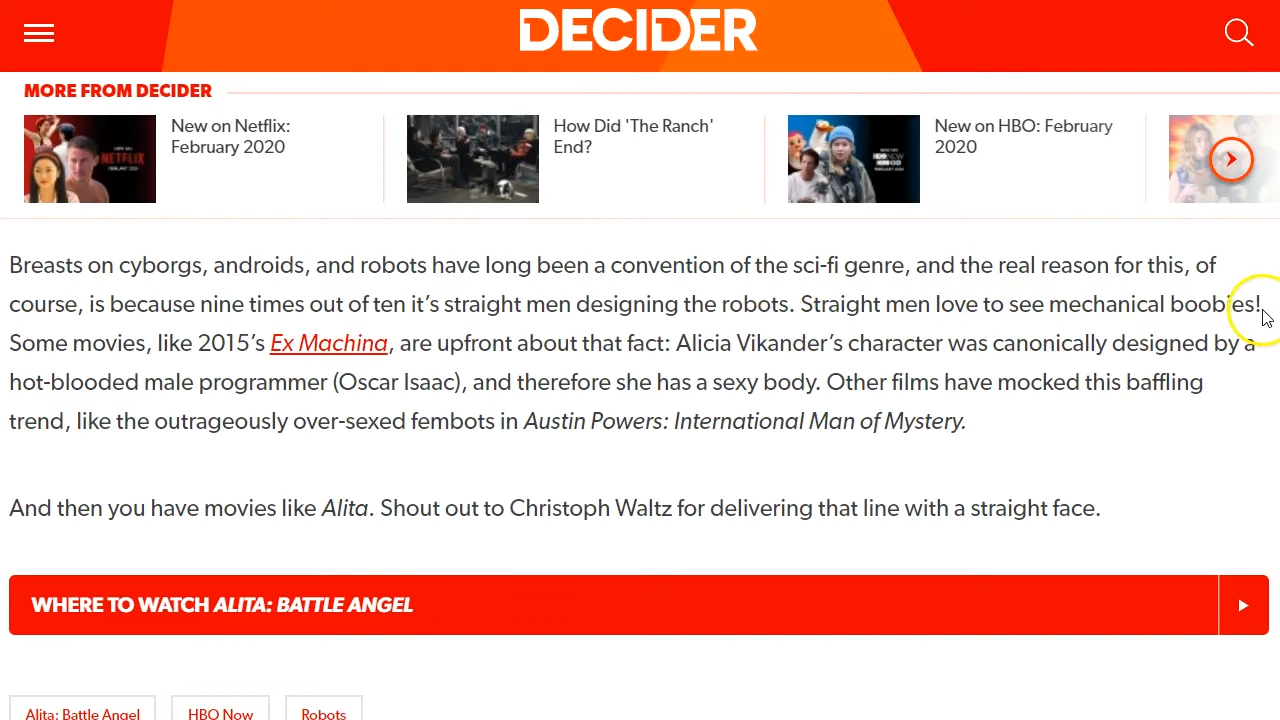 DECIDER
MORE FROM DECIDER
New on Netflix:
February 2020
How Did 'The Ranch'
End?
New on HBO: February
2020
NETFLIX
Breasts on cyborgs, androids, and robots have long been a convention of the sci-fi genre, and the real reason for this, of
course, is because nine times out of ten it’s straight men designing the robots. Straight men love to see mechanical boobies!
Some movies, like 2015’s Ex Machina, are upfront about that fact: Alicia Vikander’s character was canonically designed by a
hot-blooded male programmer (Oscar Isaac), and therefore she has a sexy body. Other films have mocked this baffling
trend, like the outrageously over-sexed fembots in Austin Powers: International Man of Mystery.
And then you have movies like Alita. Shout out to Christoph Waltz for delivering that line with a straight face.
WHERE TO WATCH ALITA: BATTLE ANGEL
Alita: Battle Angel
HBO Now
Robots